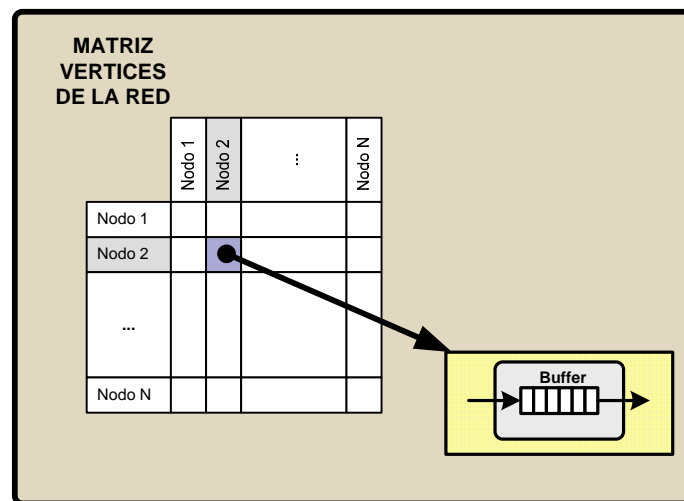 MATRIZ
VERTICES
DE LA RED
Nodo 1
Nodo 2
...
Nodo N
Nodo 1
Nodo 2
...
Nodo N
Buffer